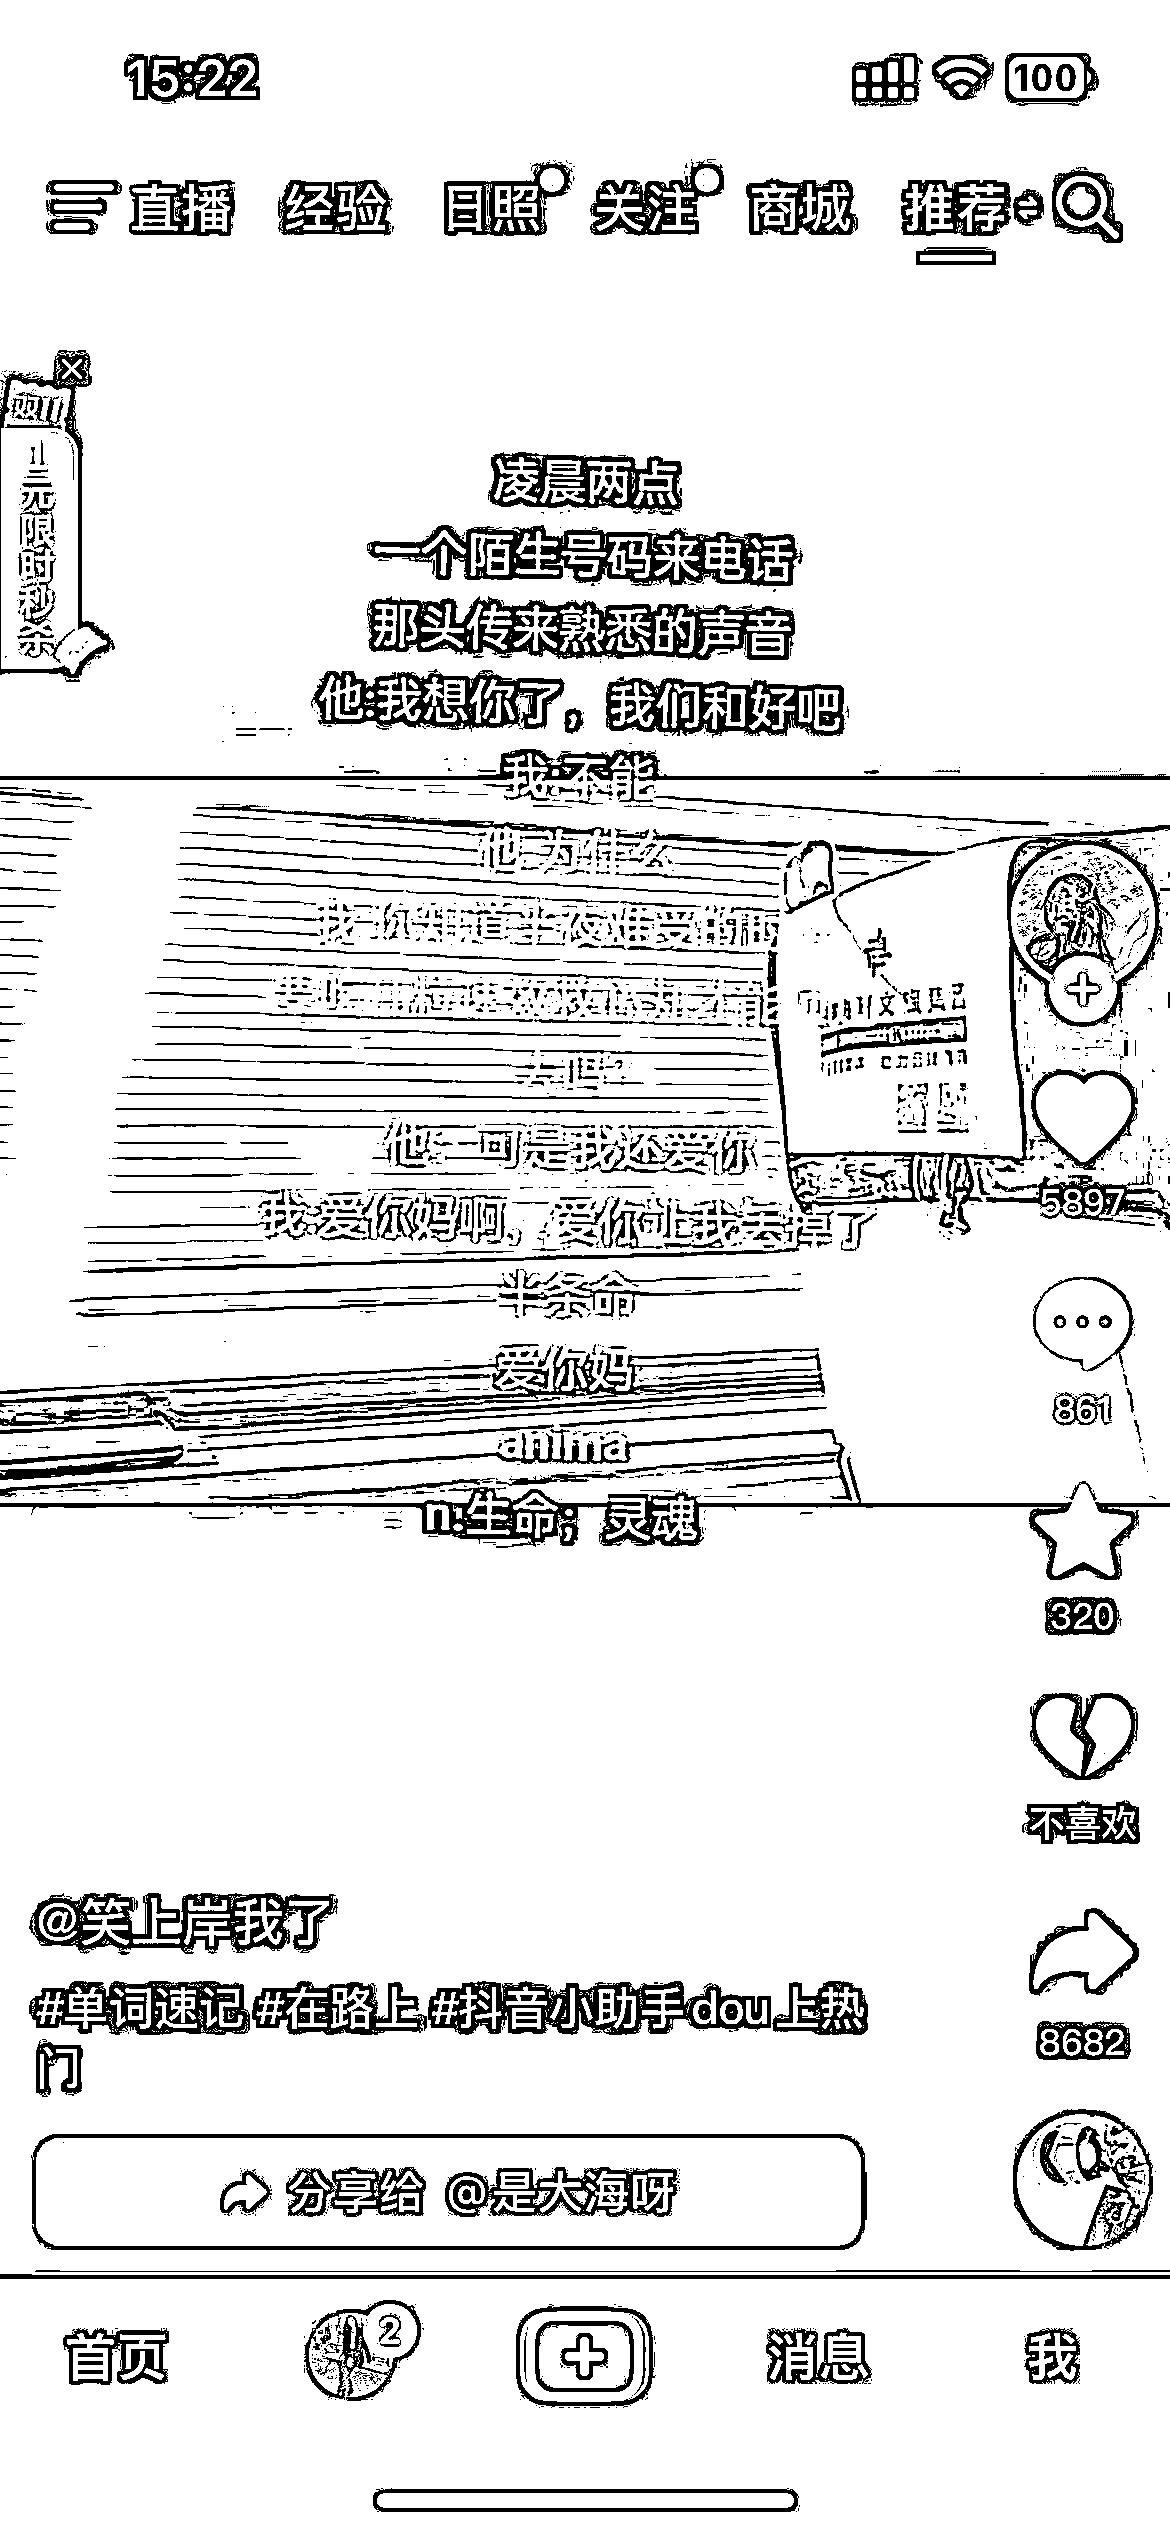 15:22
100
直播 经验 日照 关注 商城 推荐
双11
1元限时秒杀
凌晨两点
一个陌生号码来电话
那头传来熟悉的声音
他:我想你了，我们和好吧
我:不能
他:为什么
我:你知道半夜难受的时
去吗?
他:可是我还爱你
我:爱你妈啊，爱你让我丢掉了
半条命
爱你妈
anima
n:生命；灵魂
5897
861
320
不喜欢
8682
@笑上岸我了
#单词速记 #在路上 #抖音小助手dou上热
门
分享给 @是大海呀
首页 2 消息 我